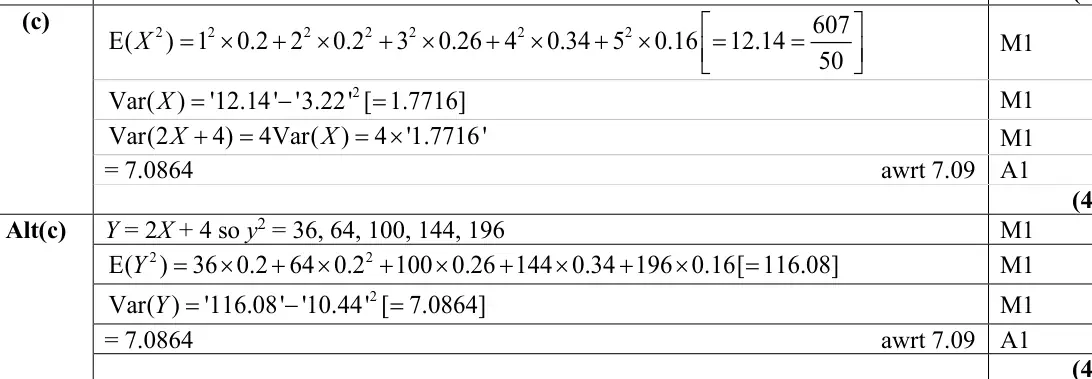 (c) E(X²) = 1² × 0.2 + 2² × 0.2² + 3² × 0.26 + 4² × 0.34 + 5² × 0.16 [= 12.14 = 607/50] M1
Var(X) = '12.14' − '3.22'² [= 1.7716] M1
Var(2X + 4) = 4Var(X) = 4 × '1.7716' M1
= 7.0864 awrt 7.09 A1
(4
Alt(c) Y = 2X + 4 so y² = 36, 64, 100, 144, 196 M1
E(Y²) = 36 × 0.2 + 64 × 0.2² + 100 × 0.26 + 144 × 0.34 + 196 × 0.16 [= 116.08] M1
Var(Y) = '116.08' − '10.44'² [= 7.0864] M1
= 7.0864 awrt 7.09 A1
(4